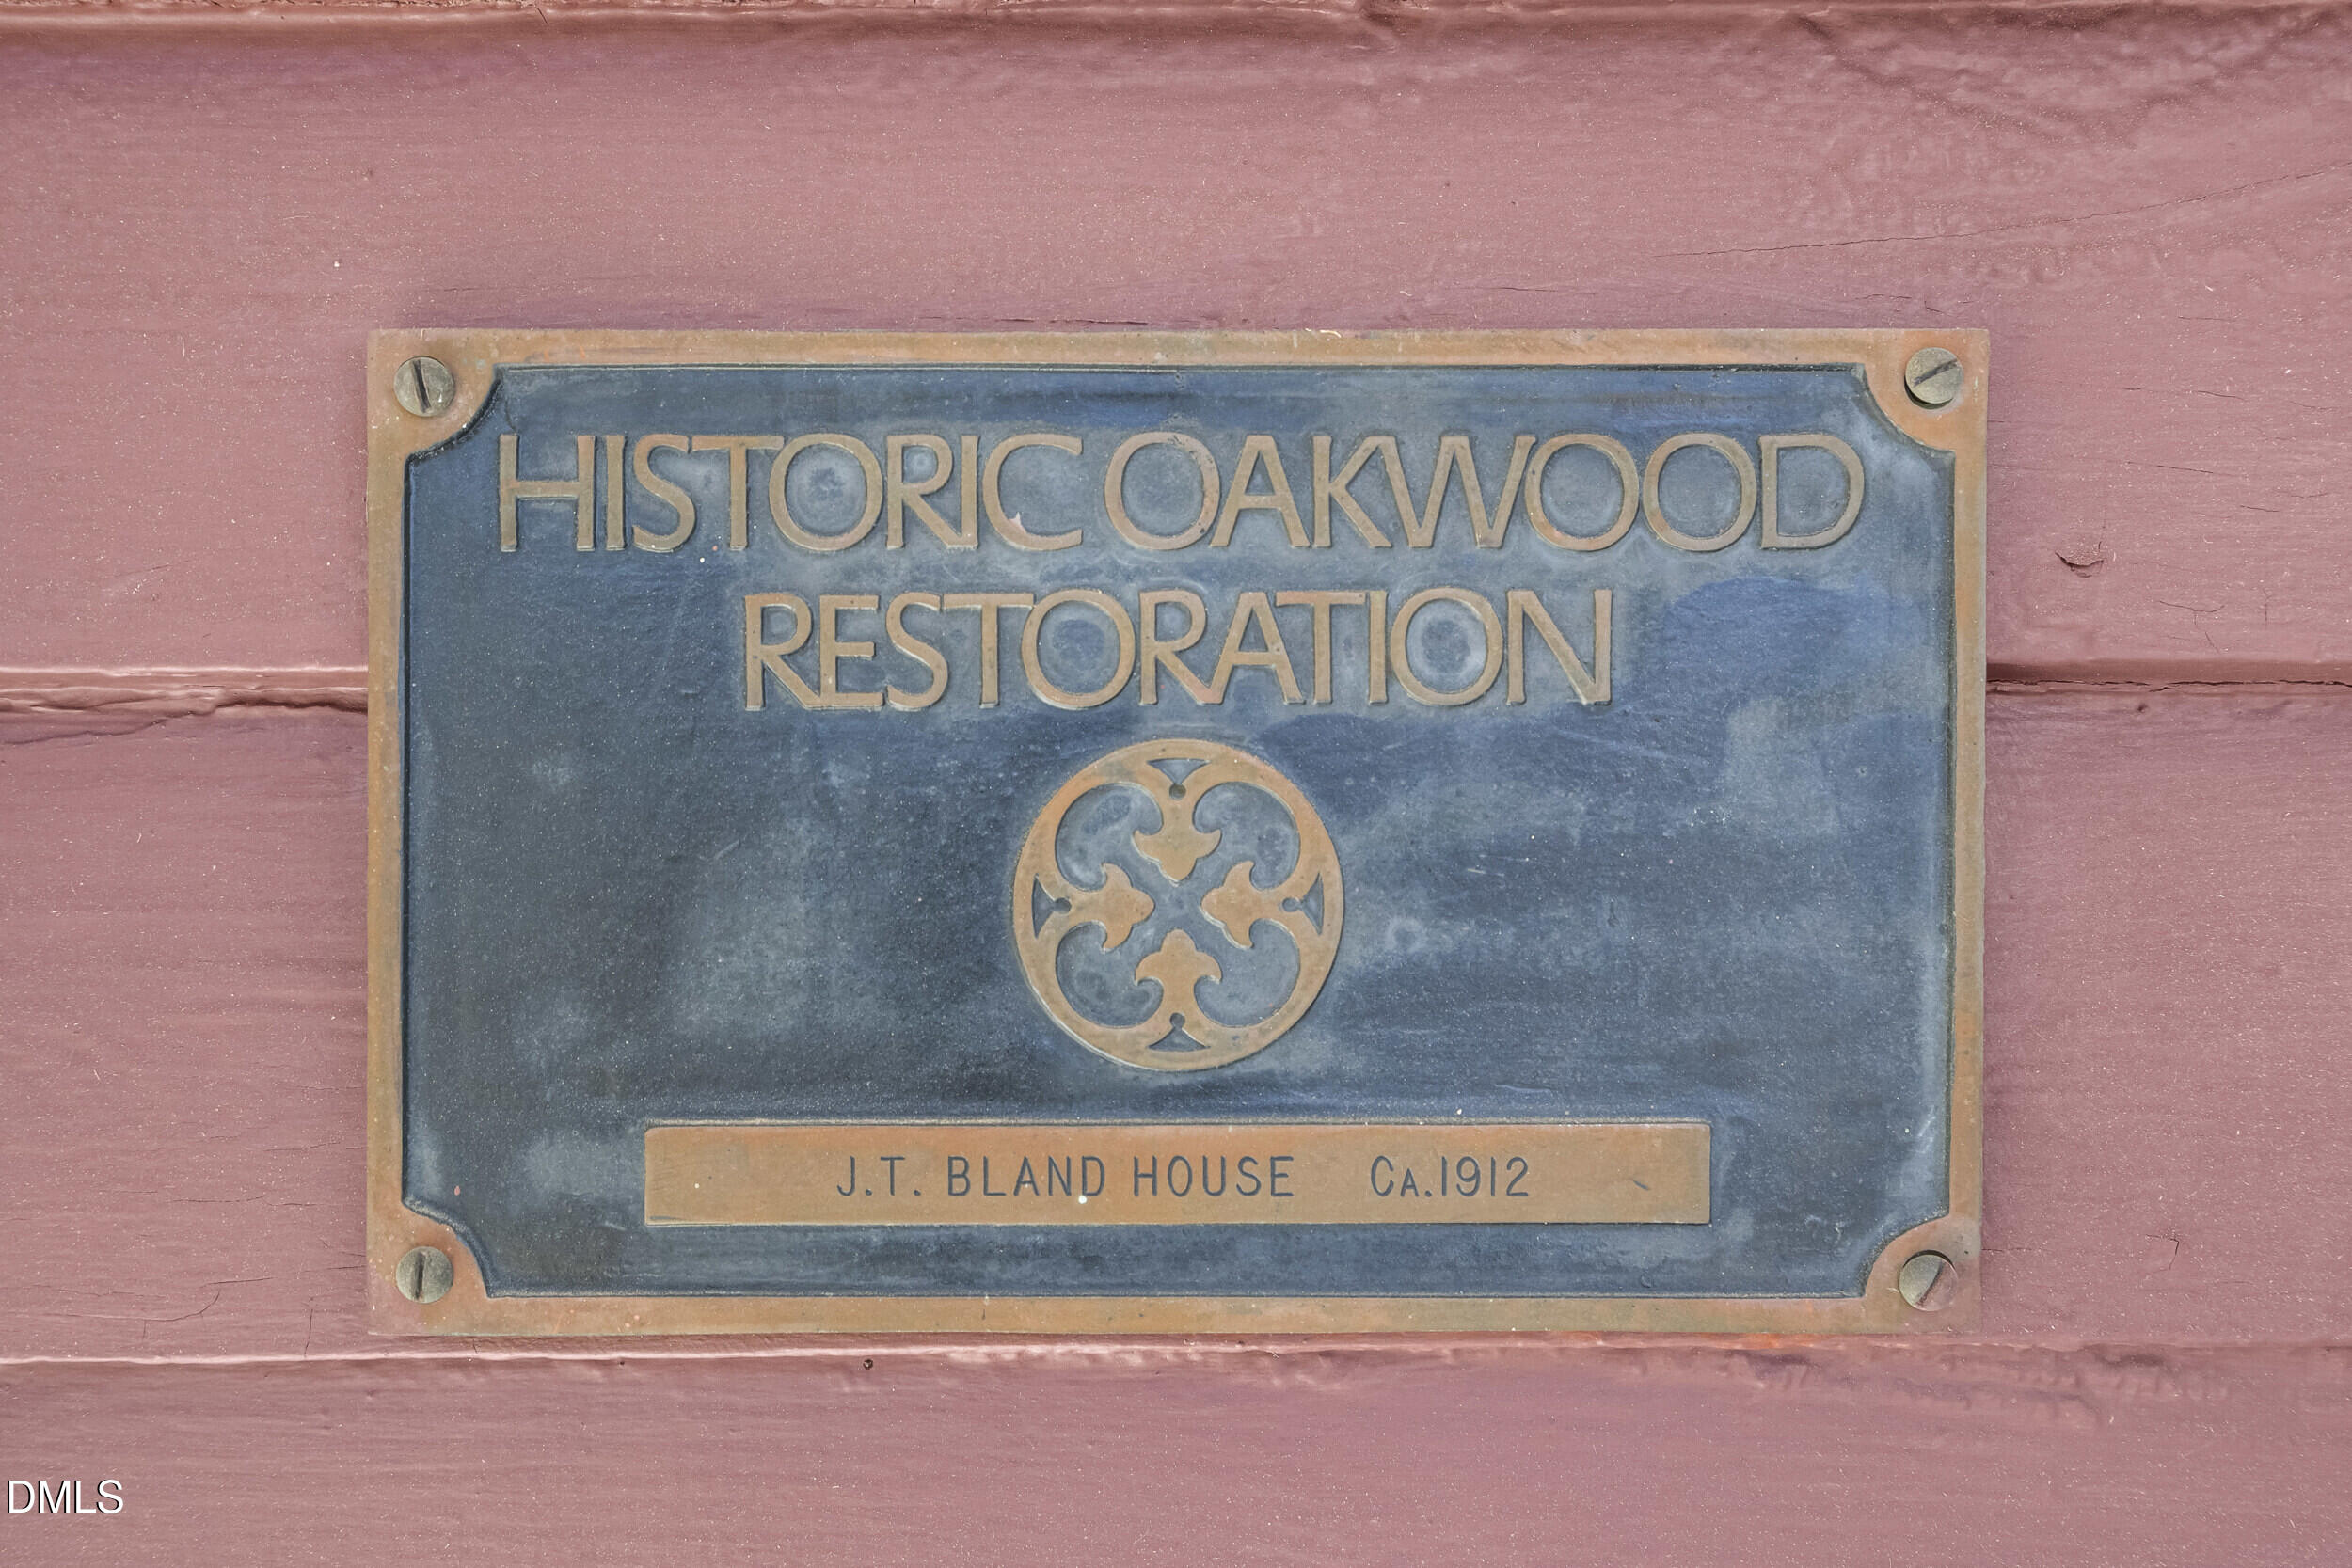 HISTORIC OAKWOOD
RESTORATION
J.T. BLAND HOUSE CA.1912
DMLS